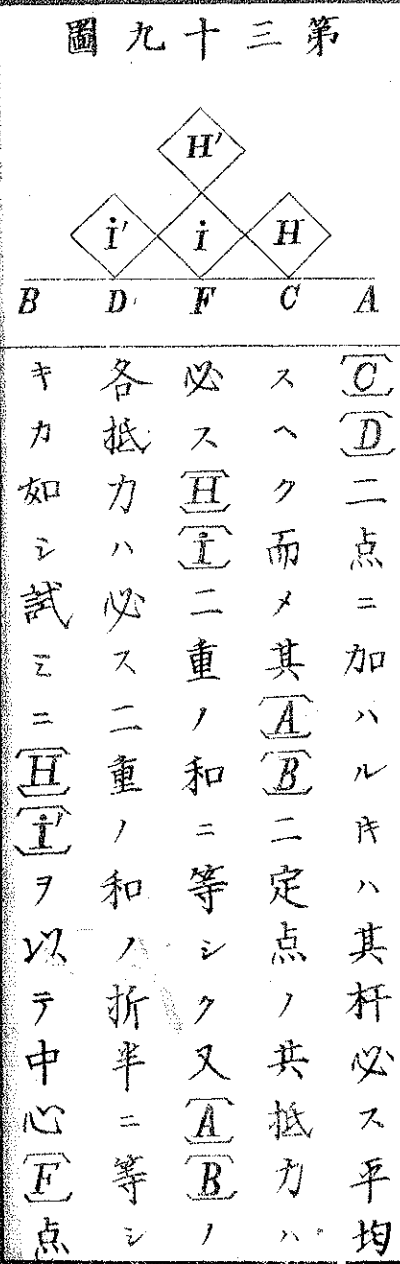 第三十九圖
H′
i′ i H
B D F C A
〔C〕〔D〕二点ニ加ハルキハ其杆必ス平均
スヘク而メ其〔A〕〔B〕二定点ノ共抵力ハ
必ス〔H〕〔i〕二重ノ和ニ等シク又〔A〕〔B〕ノ
各抵力ハ必ス二重ノ和ノ折半ニ等シ
キカ如シ試ミニ〔H〕〔i′〕ヲ以テ中心〔F〕点